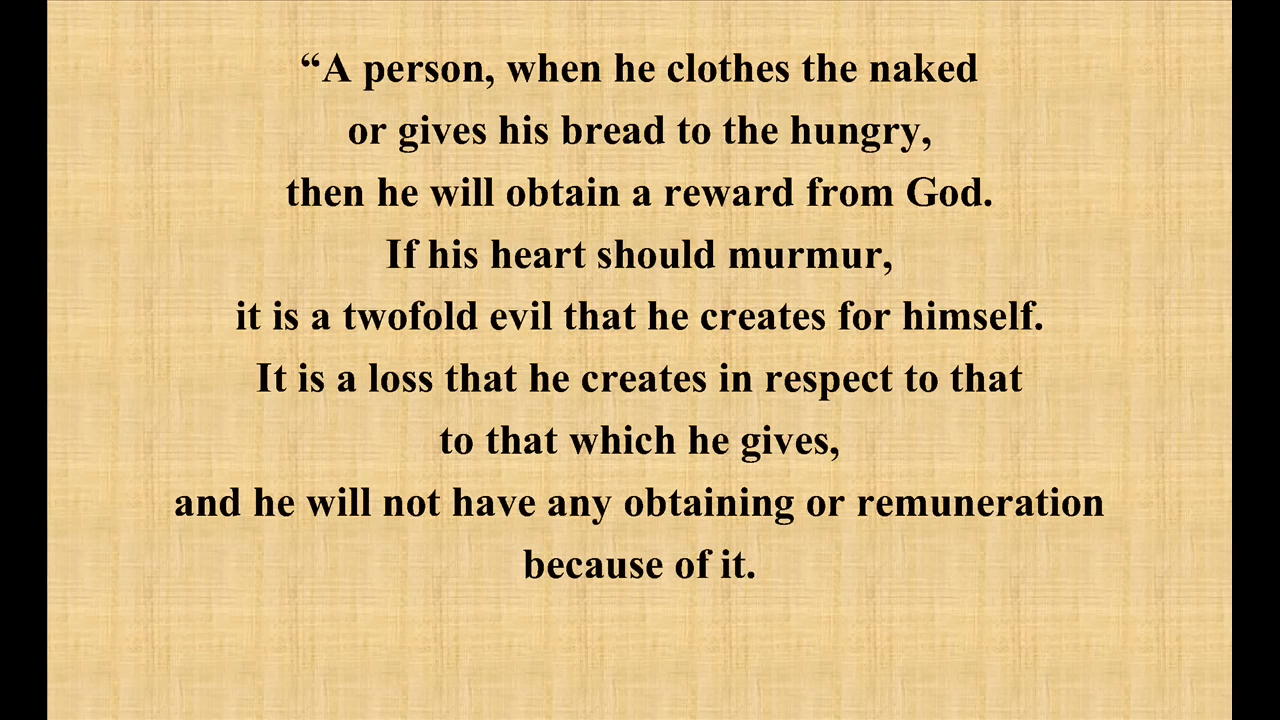 “A person, when he clothes the naked
or gives his bread to the hungry,
then he will obtain a reward from God.
If his heart should murmur,
it is a twofold evil that he creates for himself.
It is a loss that he creates in respect to that
to that which he gives,
and he will not have any obtaining or remuneration
because of it.